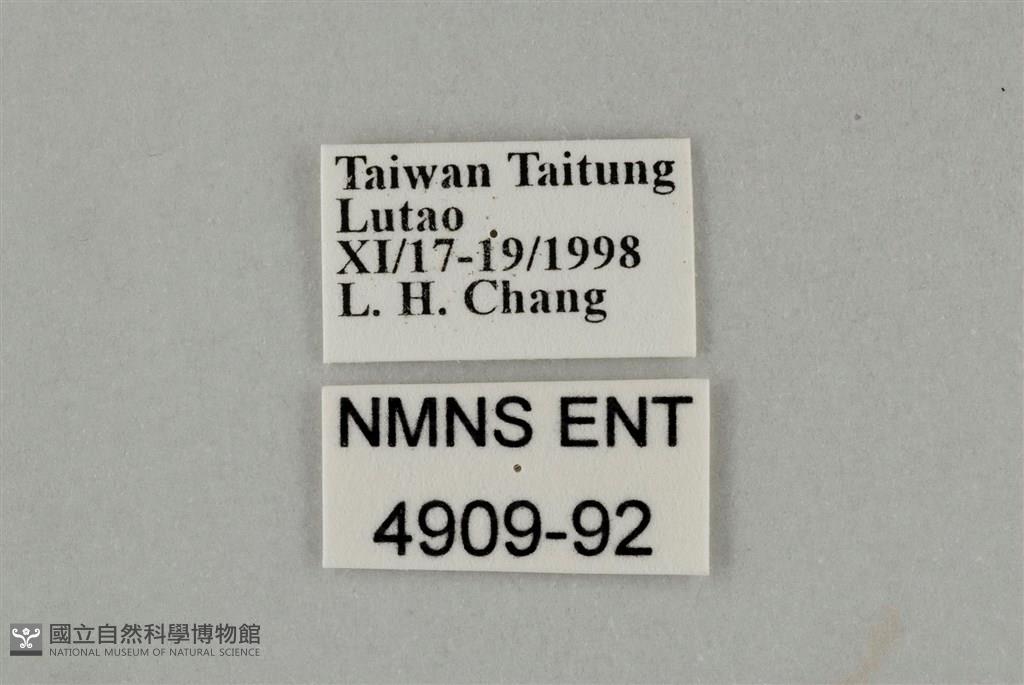 Taiwan Taitung
Lutao
XI/17-19/1998
L. H. Chang
NMNS ENT
4909-92
國立自然科學博物館
NATIONAL MUSEUM OF NATURAL SCIENCE